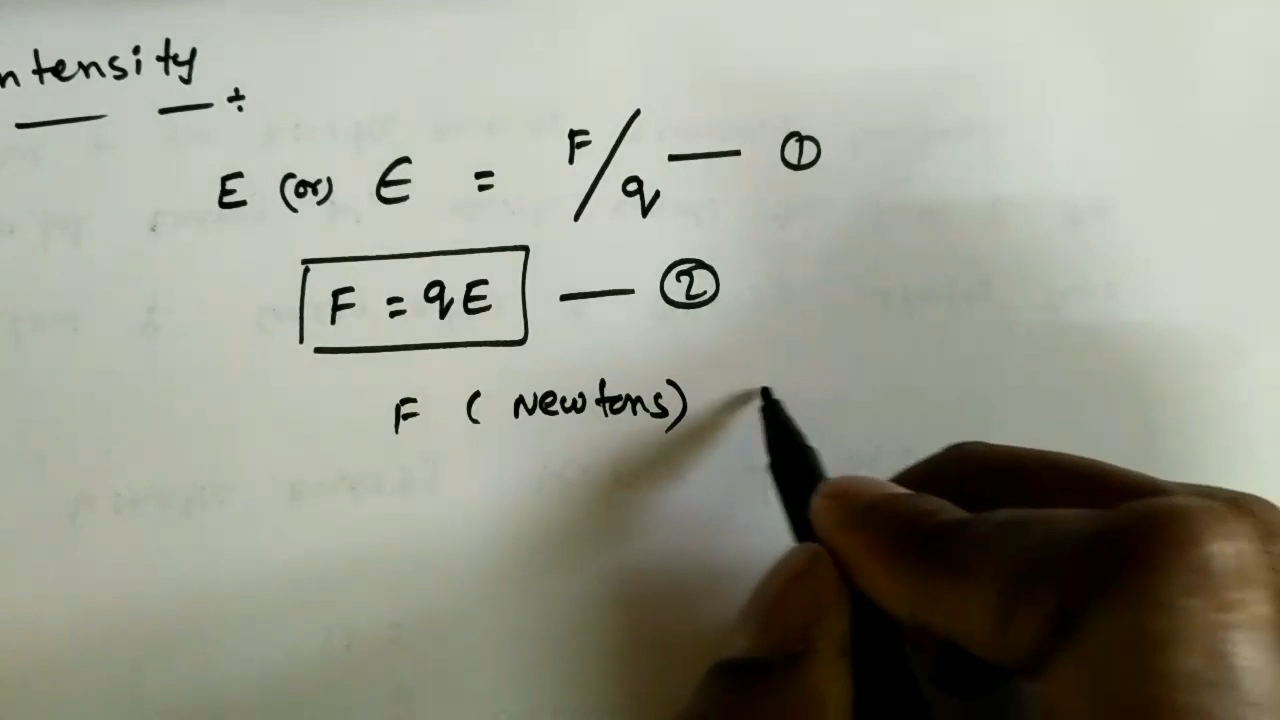 ntensity ÷
E (or) ∈ = F/q — ①
F = qE — ②
F (Newtons)